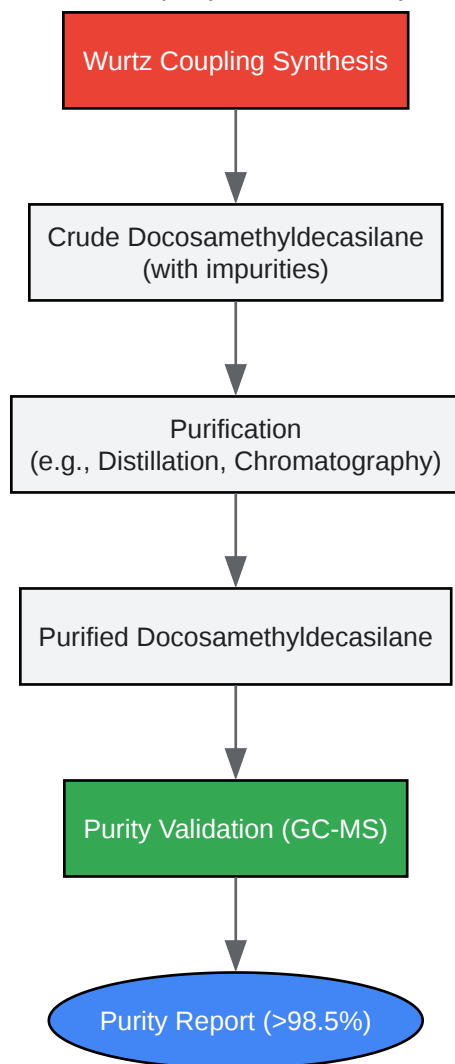 Wurtz Coupling Synthesis
Crude Docosamethyldecasilane
(with impurities)
Purification
(e.g., Distillation, Chromatography)
Purified Docosamethyldecasilane
Purity Validation (GC-MS)
Purity Report (>98.5%)